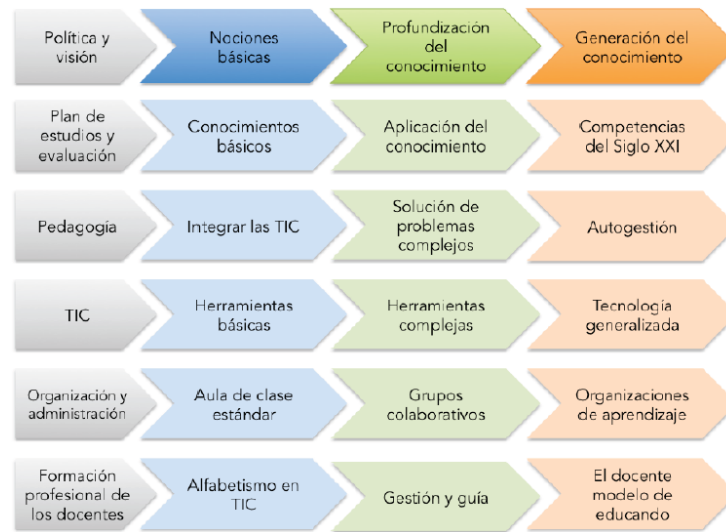 Política y
visión
Nociones
básicas
Profundización
del
conocimiento
Generación del
conocimiento
Plan de
estudios y
evaluación
Conocimientos
básicos
Aplicación del
conocimiento
Competencias
del Siglo XXI
Pedagogía
Integrar las TIC
Solución de
problemas
complejos
Autogestión
TIC
Herramientas
básicas
Herramientas
complejas
Tecnología
generalizada
Organización y
administración
Aula de clase
estándar
Grupos
colaborativos
Organizaciones
de aprendizaje
Formación
profesional de
los docentes
Alfabetismo en
TIC
Gestión y guía
El docente
modelo de
educando